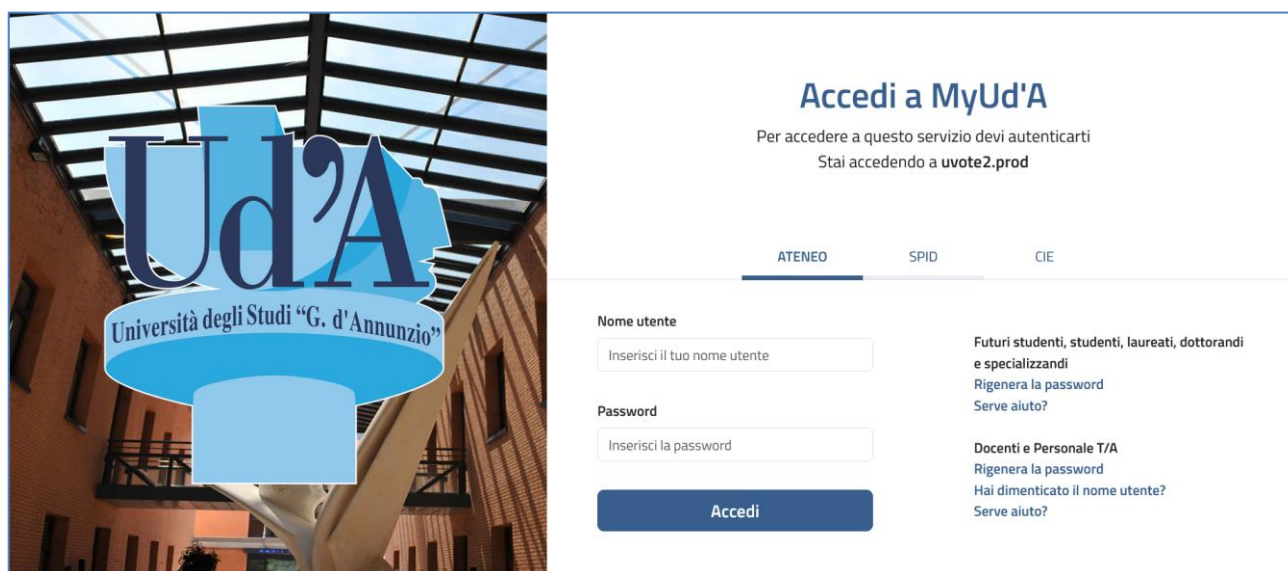 Ud'A
Università degli Studi “G. d'Annunzio”
Accedi a MyUd'A
Per accedere a questo servizio devi autenticarti
Stai accedendo a uvote2.prod
ATENEO
SPID
CIE
Nome utente
Inserisci il tuo nome utente
Password
Inserisci la password
Accedi
Futuri studenti, studenti, laureati, dottorandi
e specializzandi
Rigenera la password
Serve aiuto?
Docenti e Personale T/A
Rigenera la password
Hai dimenticato il nome utente?
Serve aiuto?